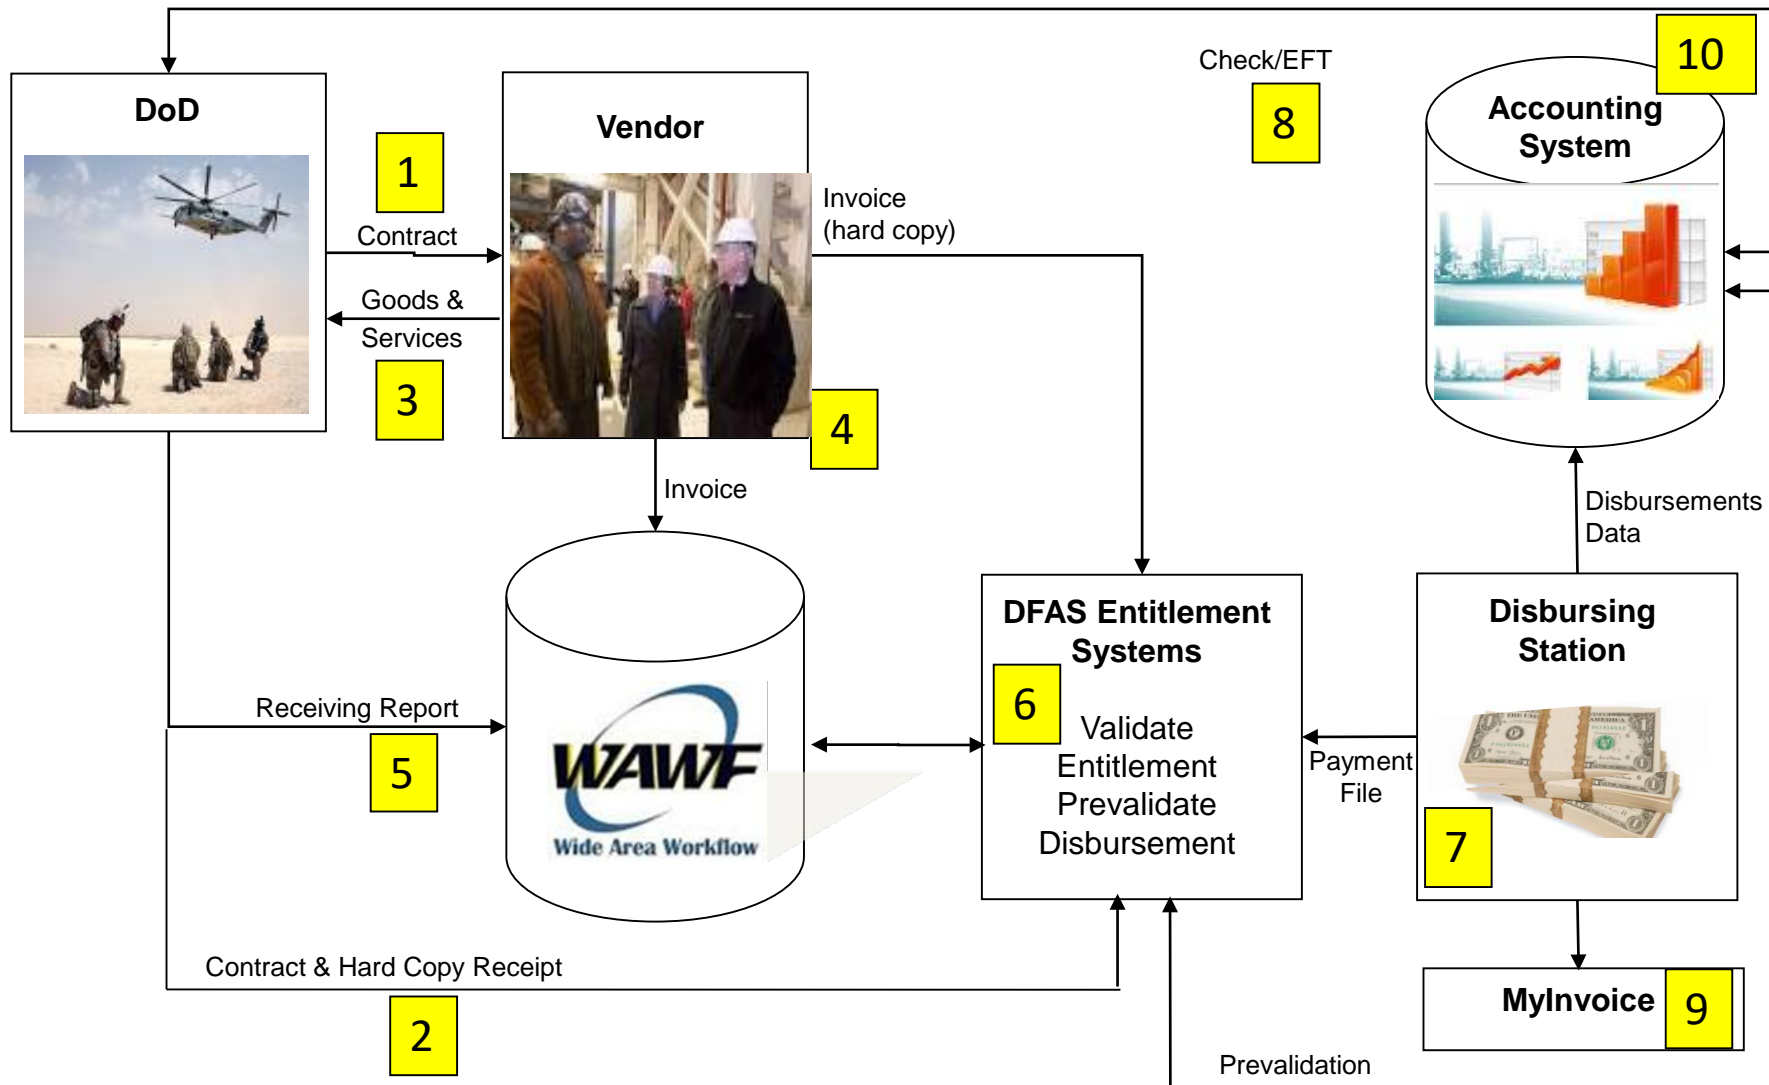 10
Check/EFT
8
DoD
Vendor
Accounting
System
1
Contract
Goods &
Services
3
Invoice
(hard copy)
4
Invoice
Disbursements
Data
DFAS Entitlement
Systems
6
Validate
Entitlement
Prevalidate
Disbursement
Disbursing
Station
Receiving Report
5
WAWF
Wide Area Workflow
Payment
File
7
Contract & Hard Copy Receipt
2
MyInvoice
9
Prevalidation